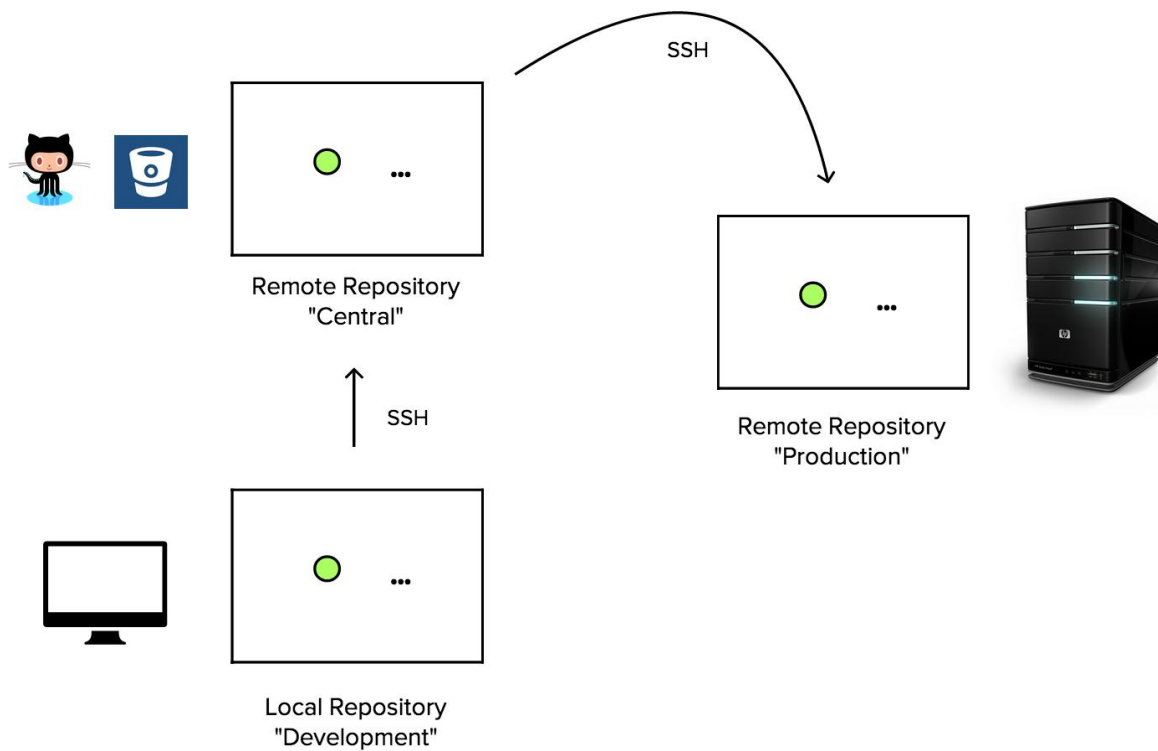 SSH
...
Remote Repository
"Central"
...
Remote Repository
"Production"
SSH
...
Local Repository
"Development"